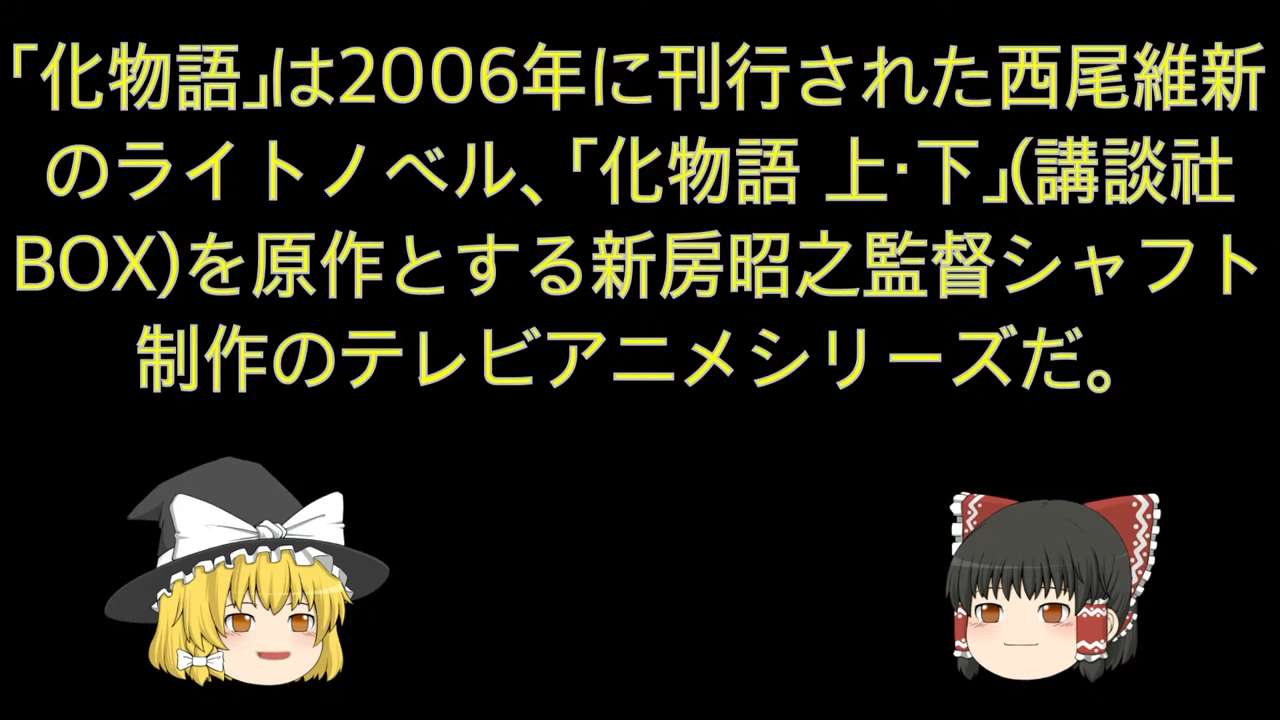 「化物語」は2006年に刊行された西尾維新
のライトノベル、「化物語 上・下」(講談社
BOX)を原作とする新房昭之監督シャフト
制作のテレビアニメシリーズだ。